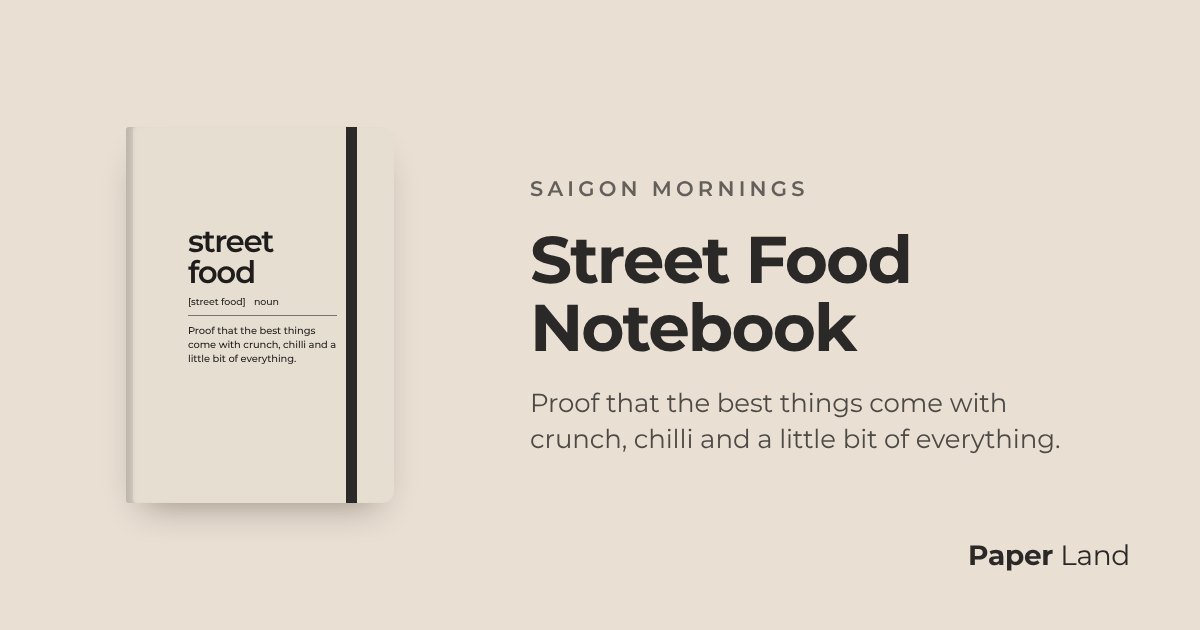 street
food
[street food] noun
Proof that the best things
come with crunch, chilli and a
little bit of everything.
SAIGON MORNINGS
Street Food
Notebook
Proof that the best things come with
crunch, chilli and a little bit of everything.
Paper Land